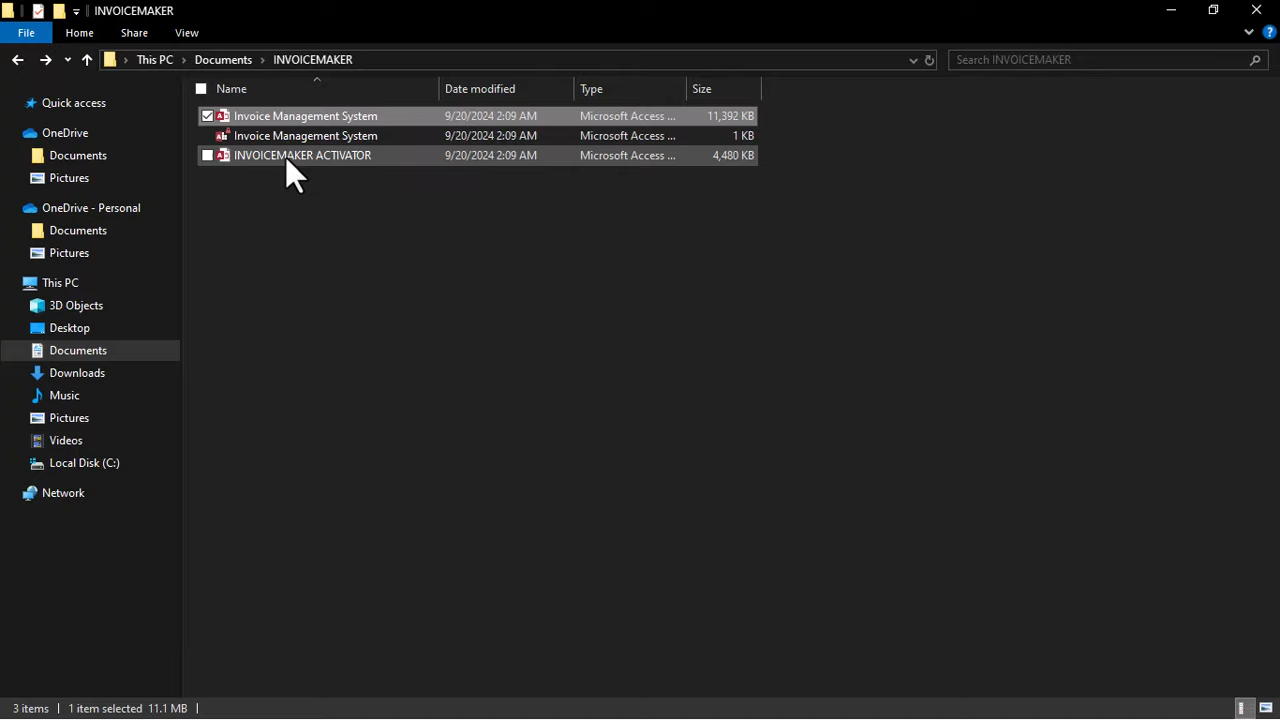 INVOICEMAKER
File Home Share View
This PC Documents INVOICEMAKER Search INVOICEMAKER
Name Date modified Type Size
Invoice Management System 9/20/2024 2:09 AM Microsoft Access ... 11,392 KB
Invoice Management System 9/20/2024 2:09 AM Microsoft Access ... 1 KB
INVOICEMAKER ACTIVATOR 9/20/2024 2:09 AM Microsoft Access ... 4,480 KB
Quick access
OneDrive
Documents
Pictures
OneDrive - Personal
Documents
Pictures
This PC
3D Objects
Desktop
Documents
Downloads
Music
Pictures
Videos
Local Disk (C:)
Network
3 items 1 item selected 11.1 MB